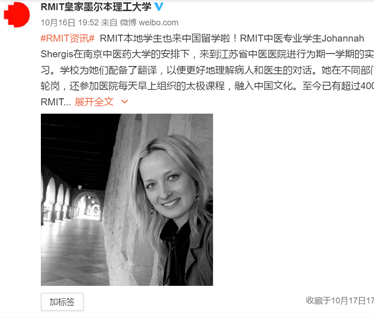 RMIT皇家墨尔本理工大学
10月16日 19:52 来自 微博 weibo.com
#RMIT资讯# RMIT本地学生也来中国留学啦！RMIT中医专业学生Johannah
Shergis在南京中医药大学的安排下，来到江苏省中医医院进行为期一学期的实
习。学校为她们配备了翻译，以便更好地理解病人和医生的对话。她在不同部门
轮岗，还参加医院每天早上组织的太极课程，融入中国文化。至今已有超过400
RMIT... 展开全文
加标签
收藏于10月17日17